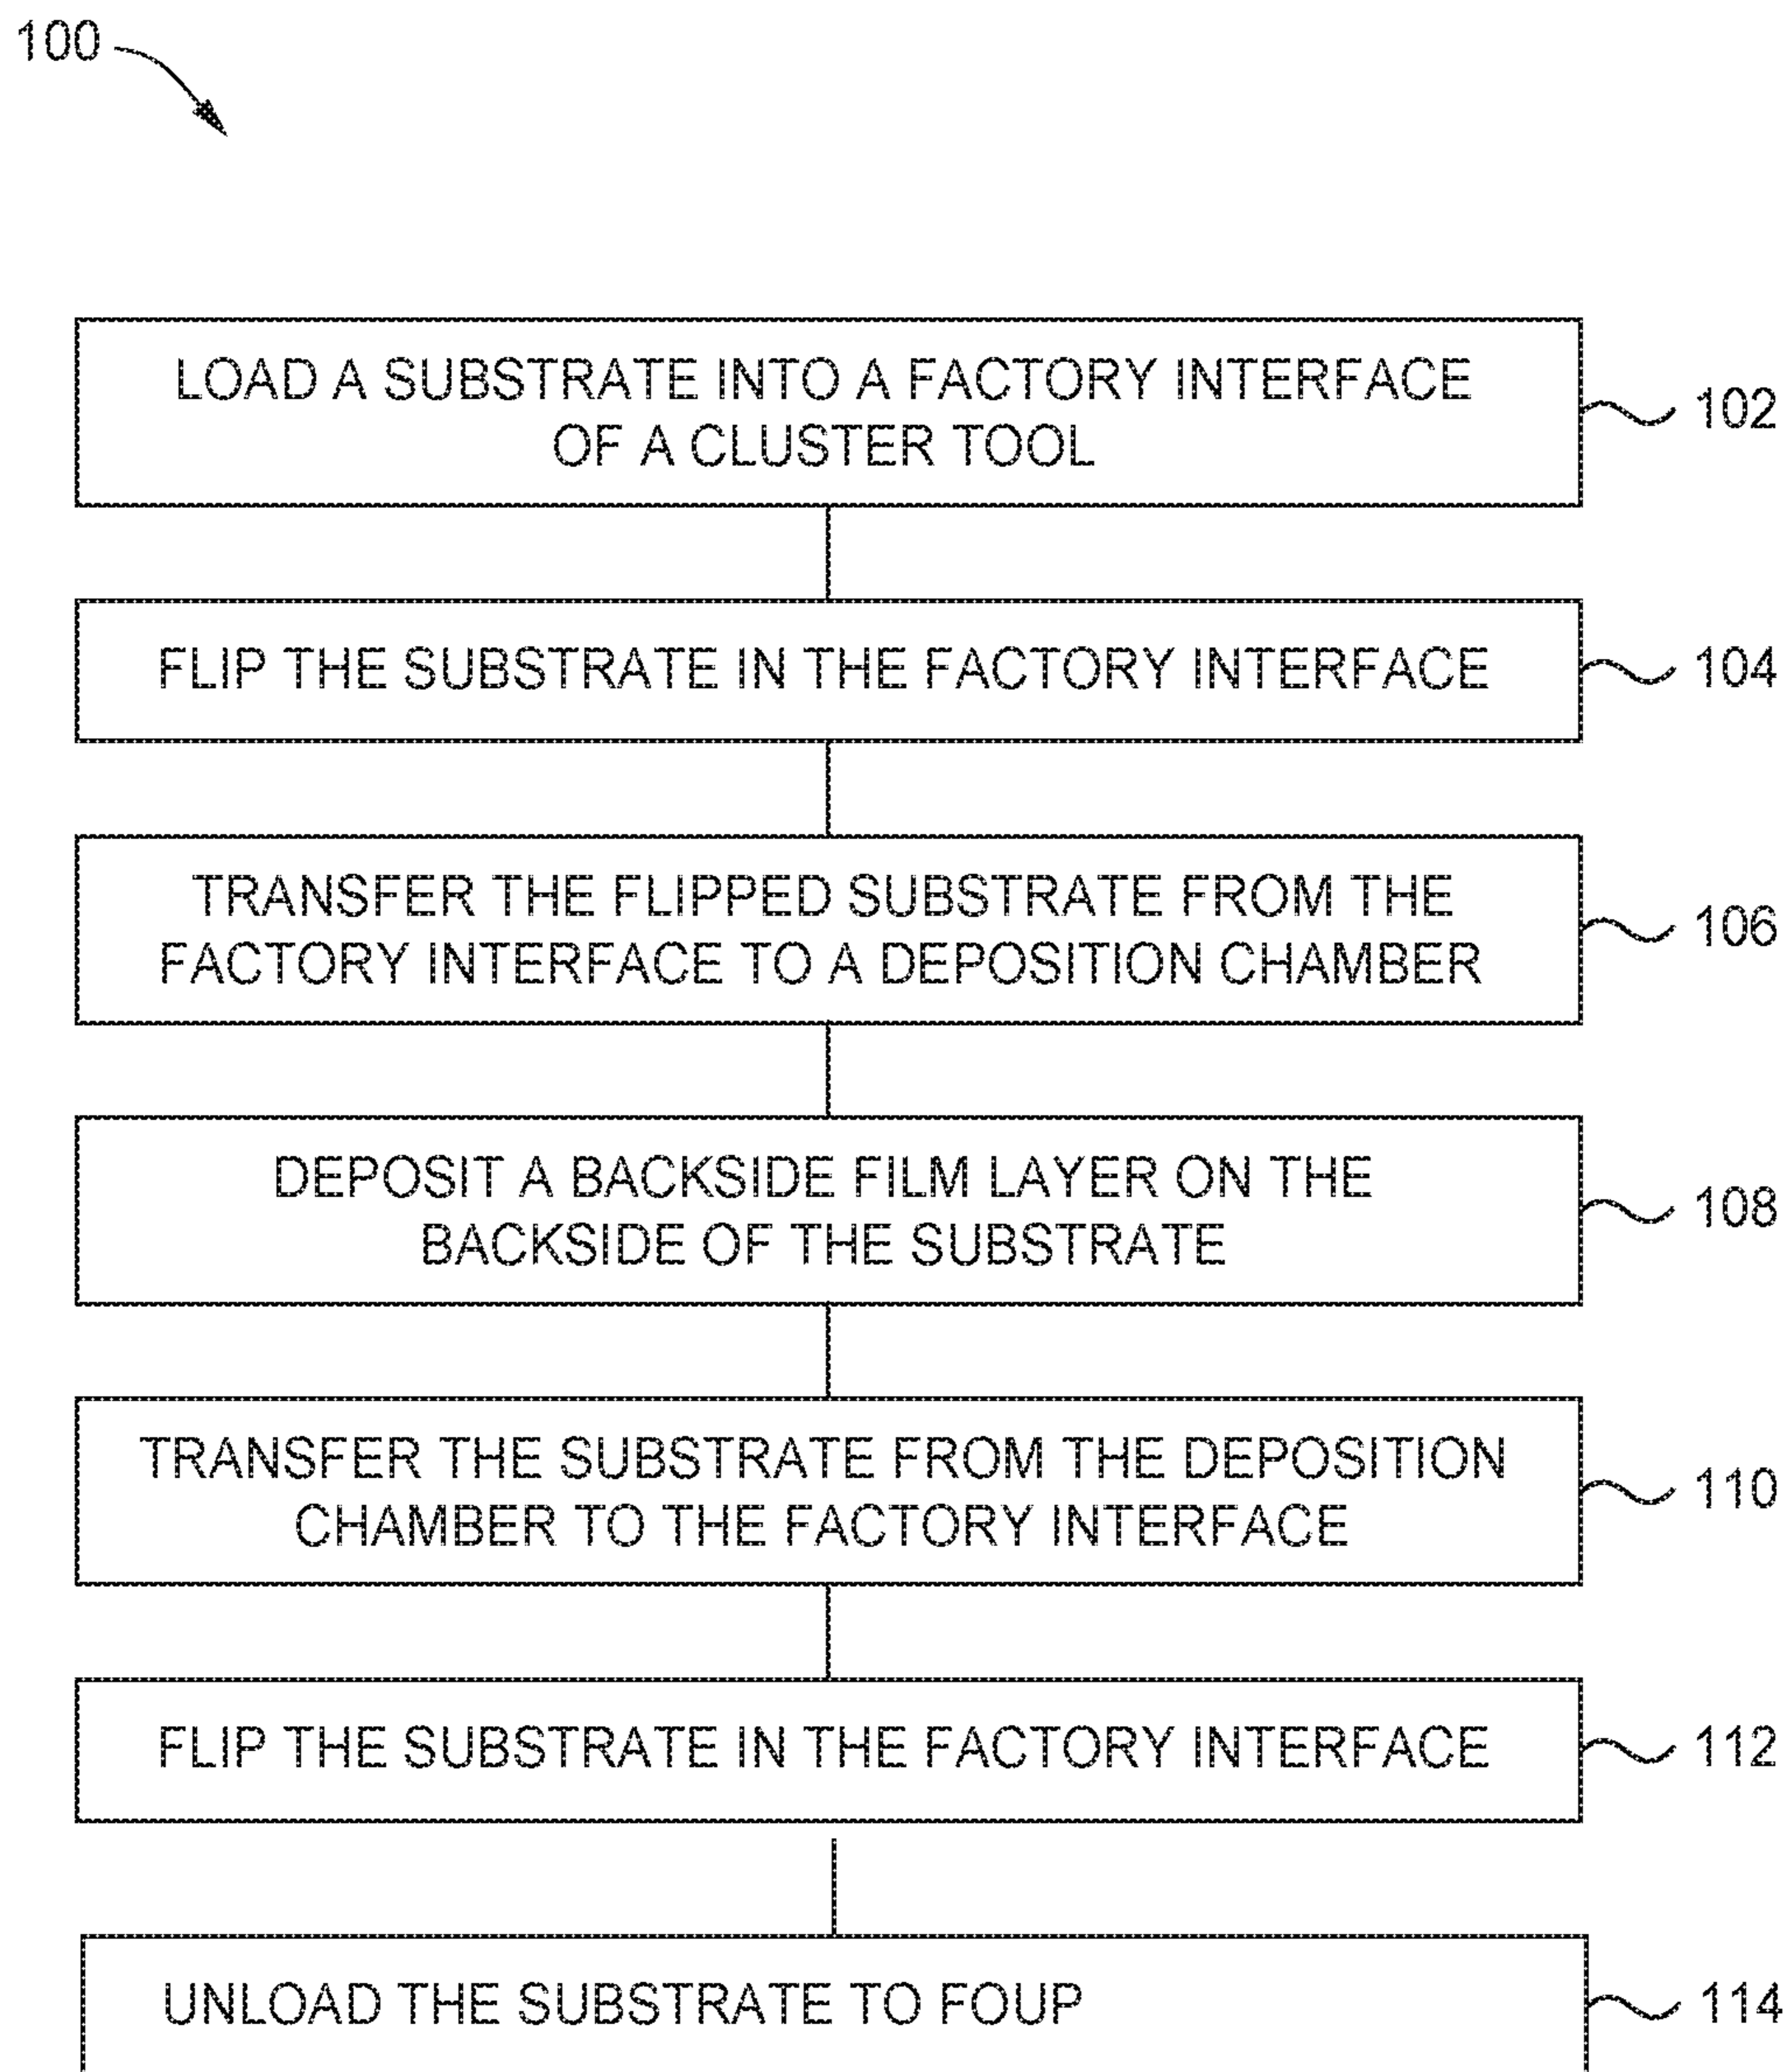 100
LOAD A SUBSTRATE INTO A FACTORY INTERFACE
OF A CLUSTER TOOL
102
FLIP THE SUBSTRATE IN THE FACTORY INTERFACE
104
TRANSFER THE FLIPPED SUBSTRATE FROM THE
FACTORY INTERFACE TO A DEPOSITION CHAMBER
106
DEPOSIT A BACKSIDE FILM LAYER ON THE
BACKSIDE OF THE SUBSTRATE
108
TRANSFER THE SUBSTRATE FROM THE DEPOSITION
CHAMBER TO THE FACTORY INTERFACE
110
FLIP THE SUBSTRATE IN THE FACTORY INTERFACE
112
UNLOAD THE SUBSTRATE TO FOUP
114